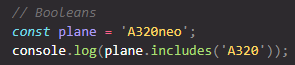 // Booleans
const plane = 'A320neo';
console.log(plane.includes('A320'));